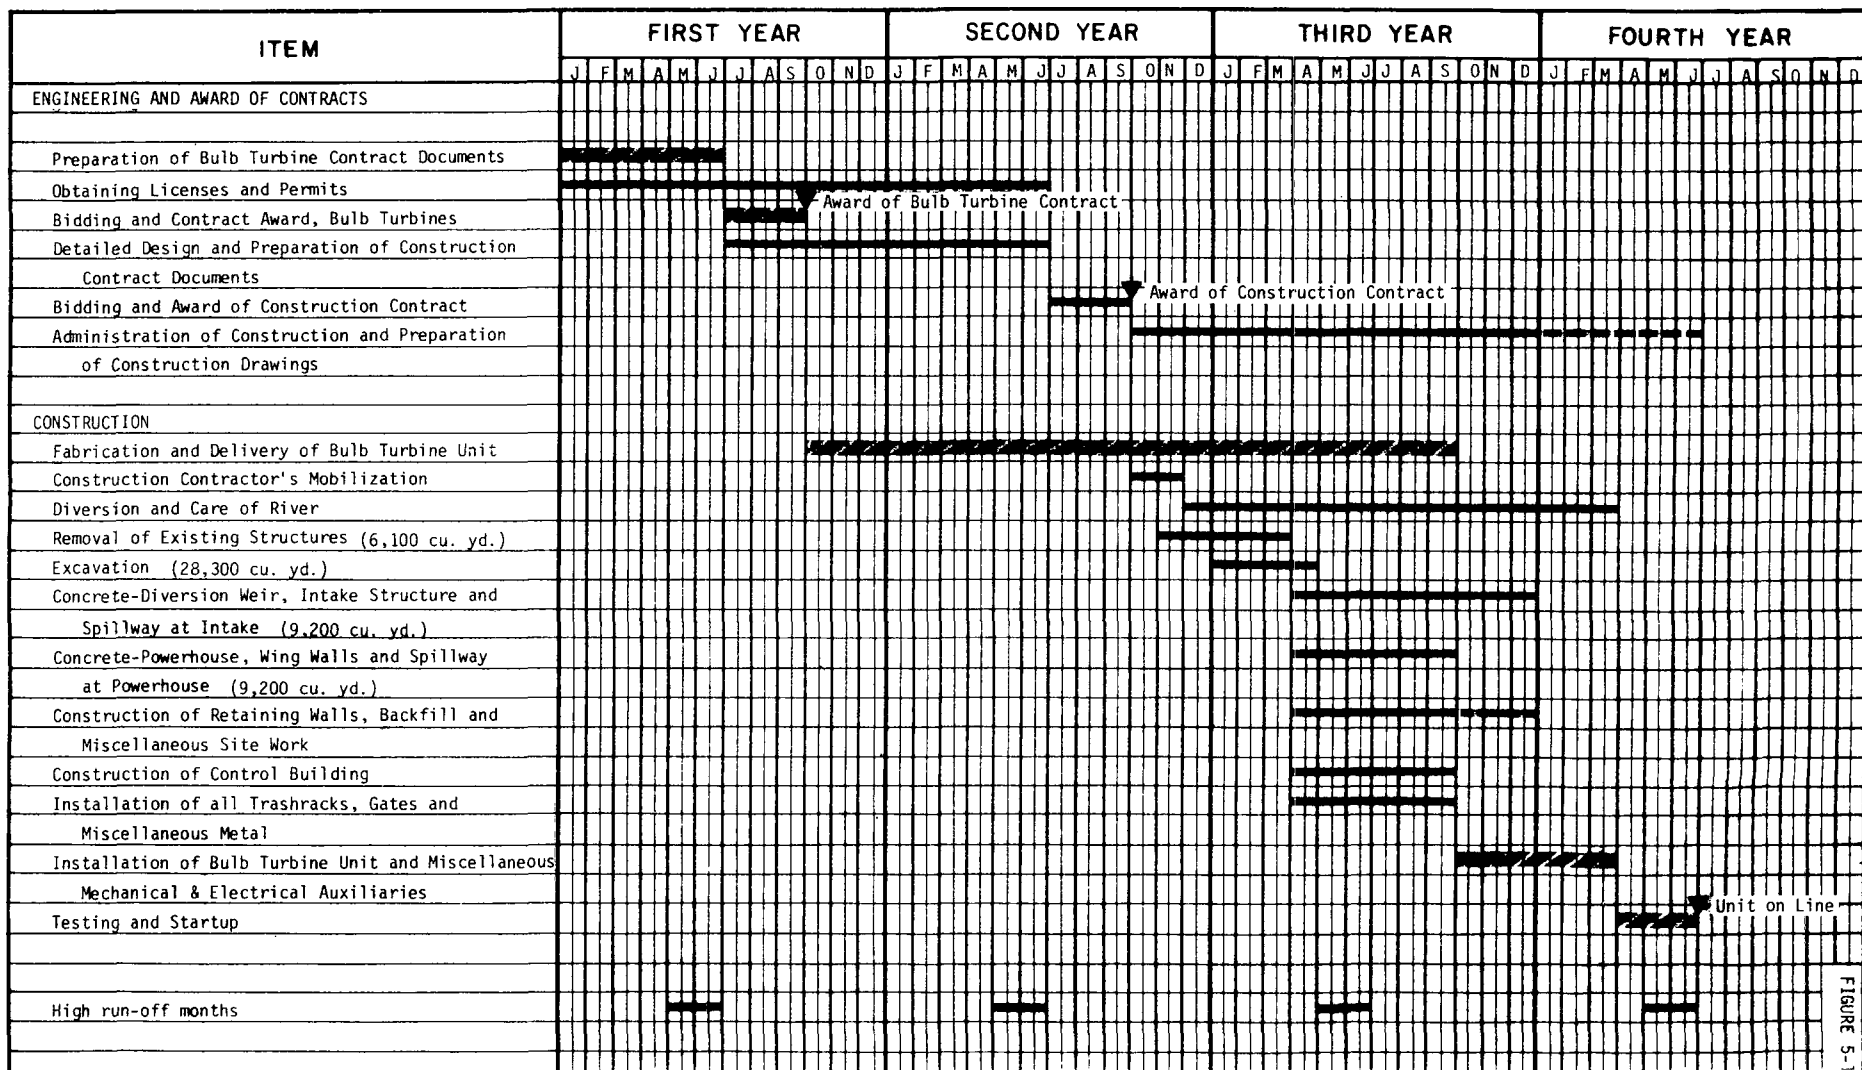 ITEM
FIRST YEAR
SECOND YEAR
THIRD YEAR
FOURTH YEAR
J F M A M J J A S O N D J F M A M J J A S O N D J F M A M J J A S O N D J F M A M J J A S O N D
ENGINEERING AND AWARD OF CONTRACTS
Preparation of Bulb Turbine Contract Documents
Obtaining Licenses and Permits
Award of Bulb Turbine Contract
Bidding and Contract Award, Bulb Turbines
Detailed Design and Preparation of Construction
Contract Documents
Award of Construction Contract
Bidding and Award of Construction Contract
Administration of Construction and Preparation
of Construction Drawings
CONSTRUCTION
Fabrication and Delivery of Bulb Turbine Unit
Construction Contractor's Mobilization
Diversion and Care of River
Removal of Existing Structures (6,100 cu. yd.)
Excavation (28,300 cu. yd.)
Concrete-Diversion Weir, Intake Structure and
Spillway at Intake (9,200 cu. yd.)
Concrete-Powerhouse, Wing Walls and Spillway
at Powerhouse (9,200 cu. yd.)
Construction of Retaining Walls, Backfill and
Miscellaneous Site Work
Construction of Control Building
Installation of all Trashracks, Gates and
Miscellaneous Metal
Installation of Bulb Turbine Unit and Miscellaneous
Mechanical & Electrical Auxiliaries
Unit on Line
Testing and Startup
High run-off months
FIGURE 5-1